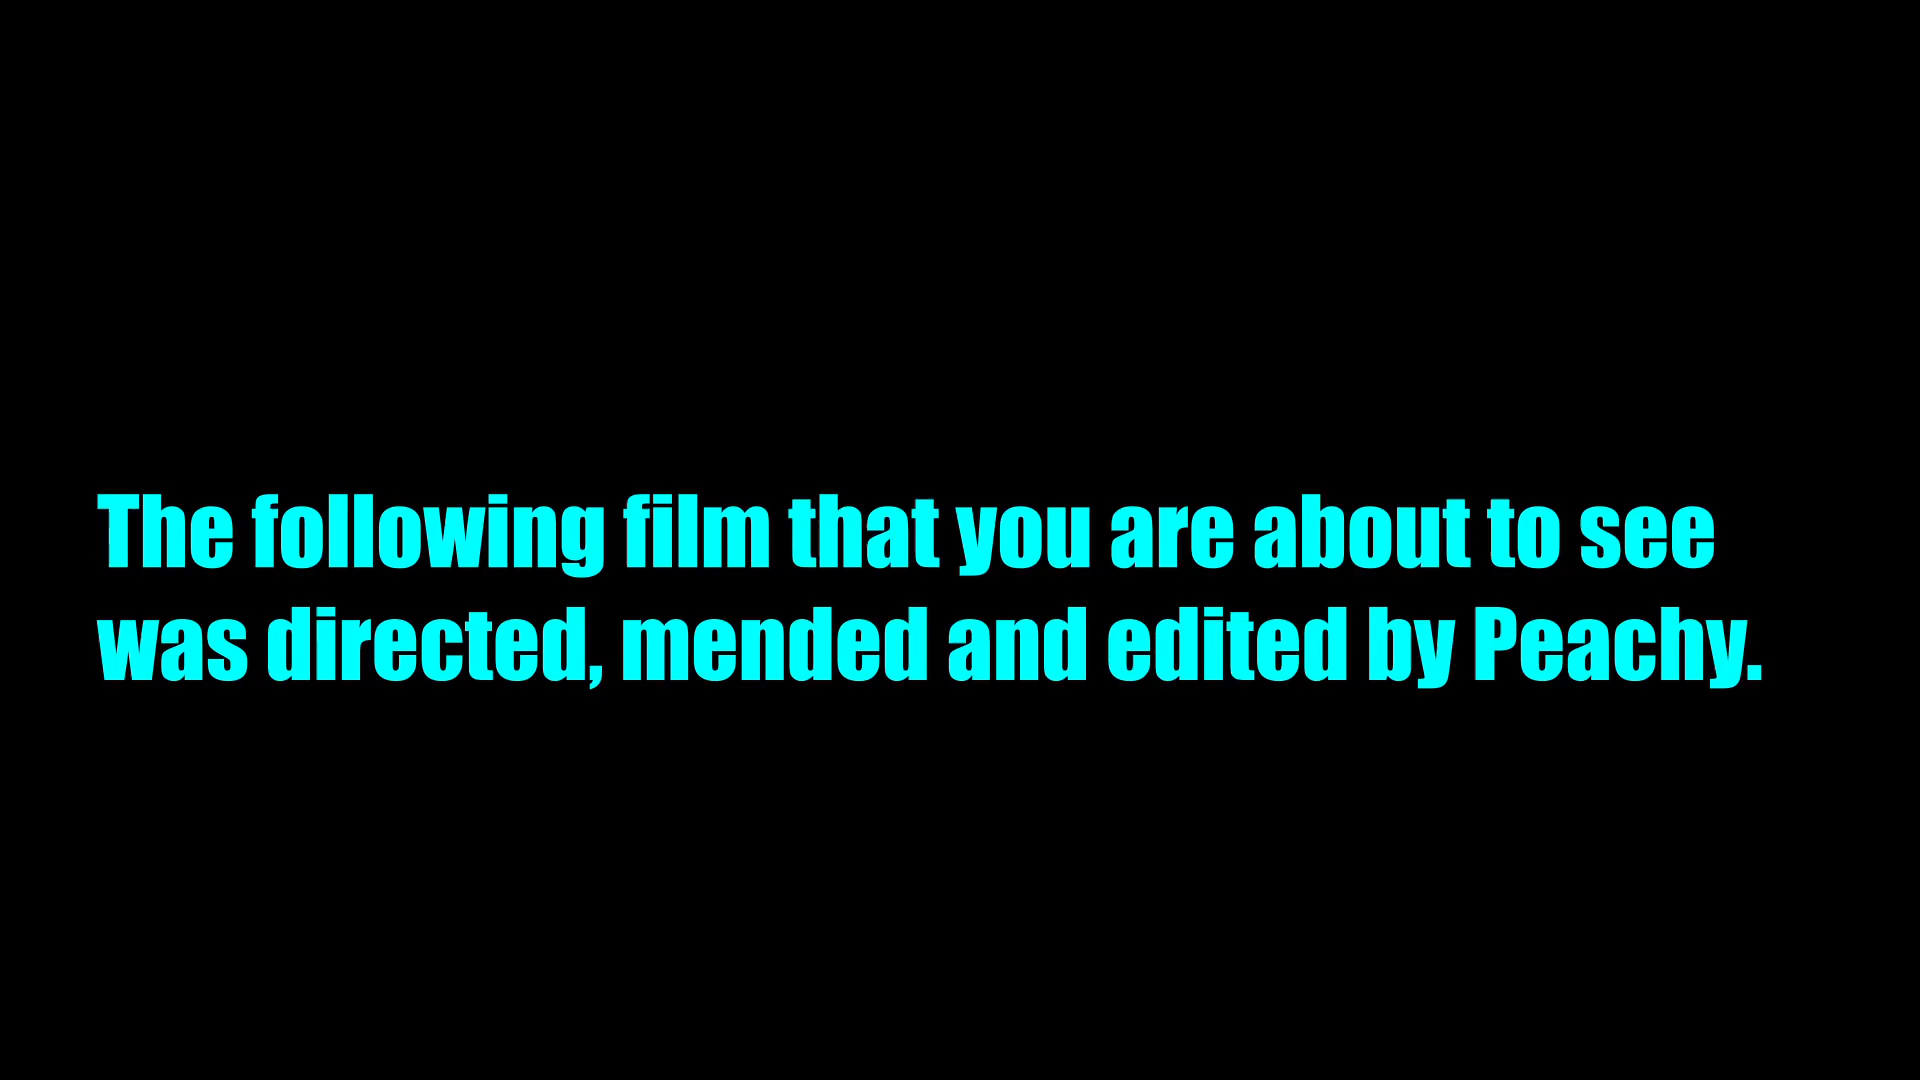 The following film that you are about to see
was directed, mended and edited by Peachy.